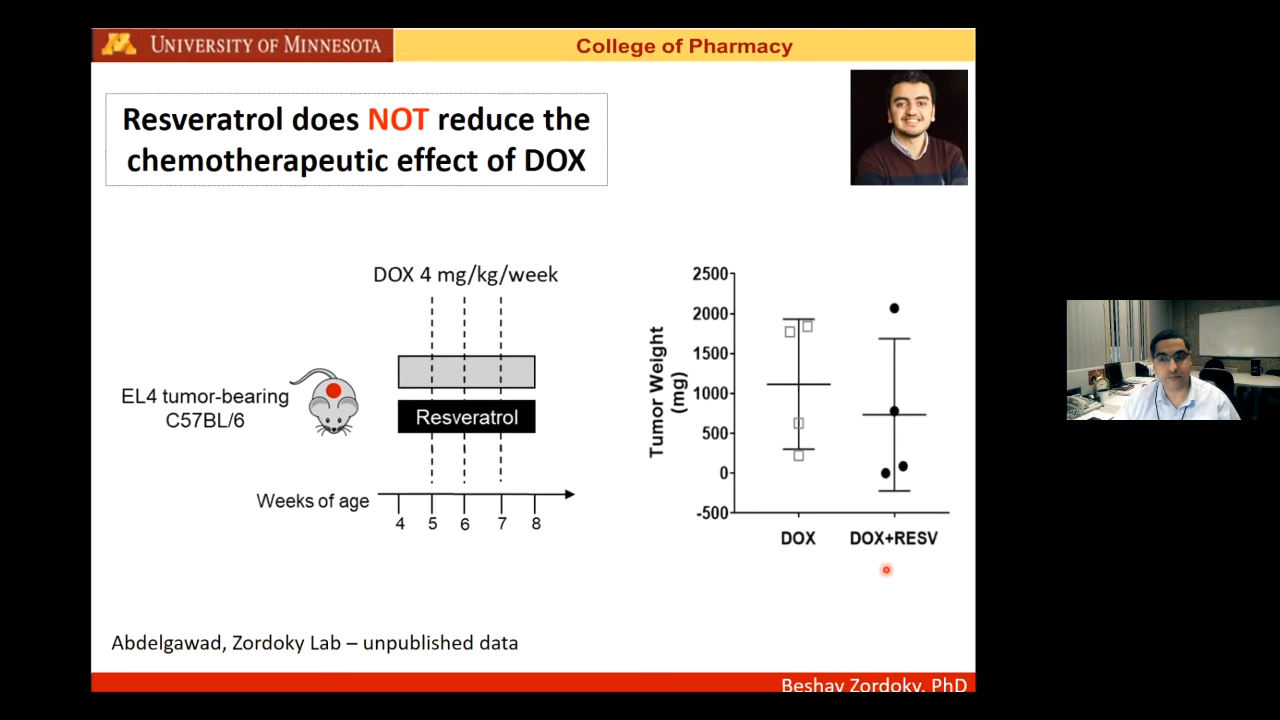 UNIVERSITY OF MINNESOTA
College of Pharmacy
Resveratrol does NOT reduce the
chemotherapeutic effect of DOX
DOX 4 mg/kg/week
EL4 tumor-bearing
C57BL/6
Resveratrol
Weeks of age
4 5 6 7 8
Tumor Weight
(mg)
2500
2000
1500
1000
500
0
-500
DOX DOX+RESV
Abdelgawad, Zordoky Lab – unpublished data
Beshay Zordoky, PhD